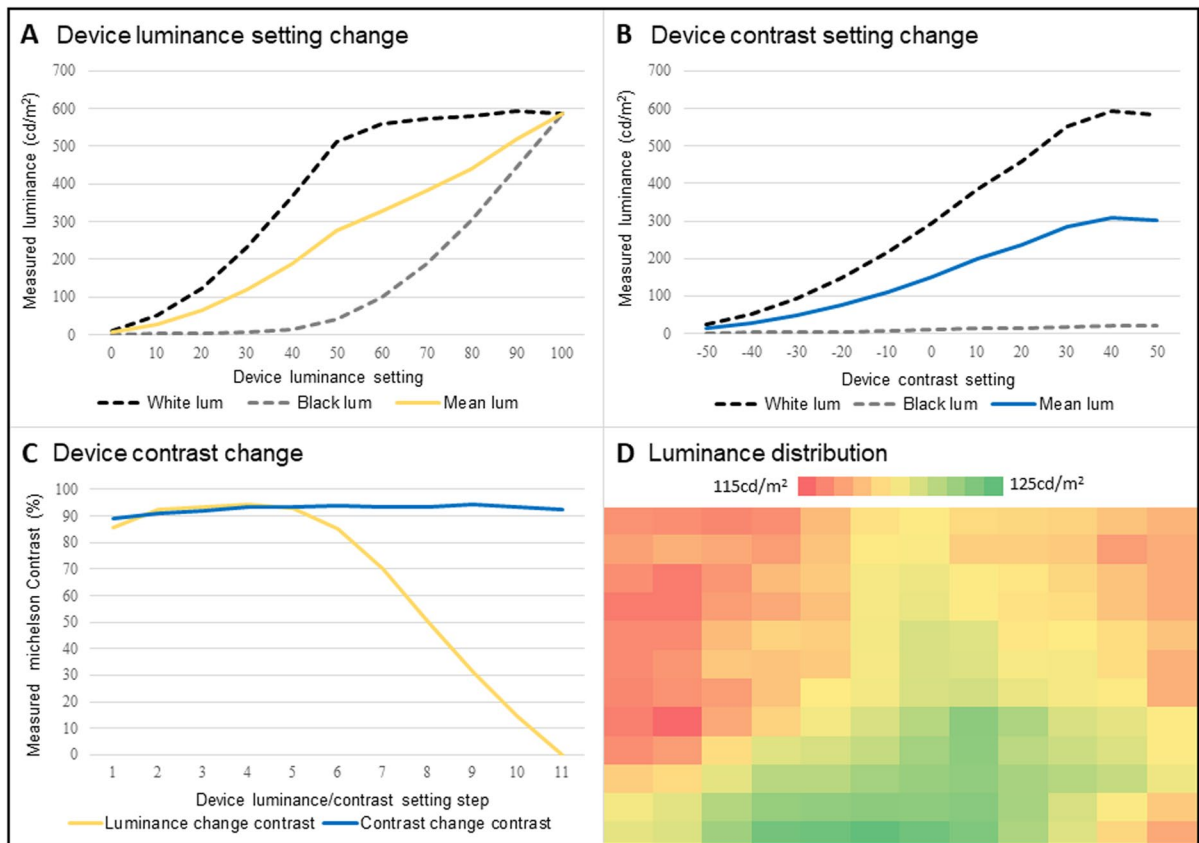 A Device luminance setting change
Measured luminance (cd/m²)
700
600
500
400
300
200
100
0
0 10 20 30 40 50 60 70 80 90 100
Device luminance setting
White lum Black lum Mean lum
B Device contrast setting change
Measured luminance (cd/m²)
700
600
500
400
300
200
100
0
-50 -40 -30 -20 -10 0 10 20 30 40 50
Device contrast setting
White lum Black lum Mean lum
C Device contrast change
Measured michelson Contrast (%)
100
90
80
70
60
50
40
30
20
10
0
1 2 3 4 5 6 7 8 9 10 11
Device luminance/contrast setting step
Luminance change contrast Contrast change contrast
D Luminance distribution
115cd/m² 125cd/m²